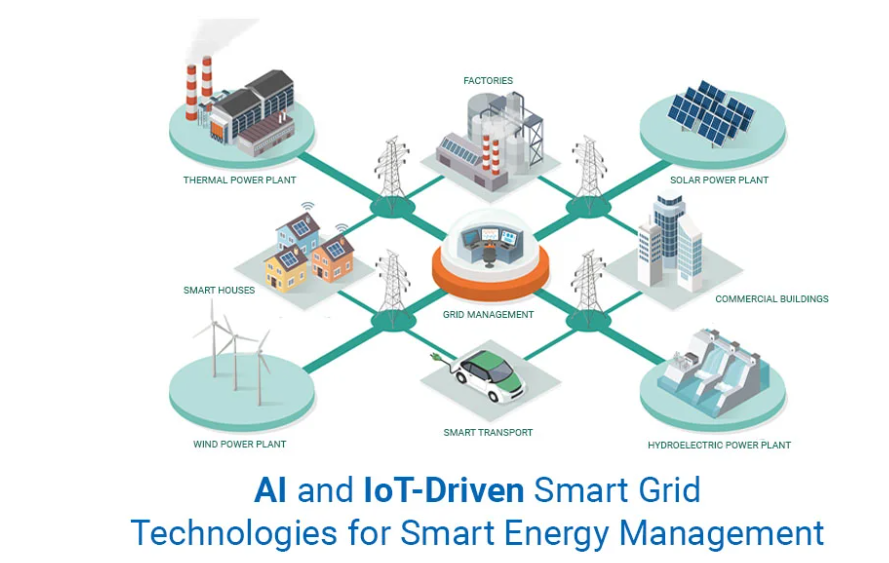 FACTORIES
THERMAL POWER PLANT
SOLAR POWER PLANT
SMART HOUSES
COMMERCIAL BUILDINGS
GRID MANAGEMENT
SMART TRANSPORT
WIND POWER PLANT
HYDROELECTRIC POWER PLANT
AI and IoT-Driven Smart Grid
Technologies for Smart Energy Management